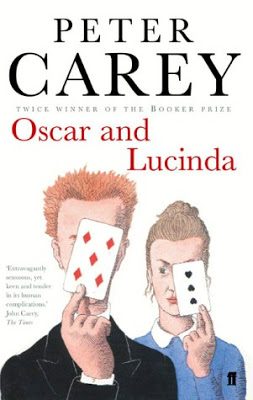 PETER
CAREY
TWICE WINNER OF THE BOOKER PRIZE
Oscar and
Lucinda
'Extravagantly
sensuous, yet
keen and tender
in its human
complications.'
John Carey,
The Times
ff